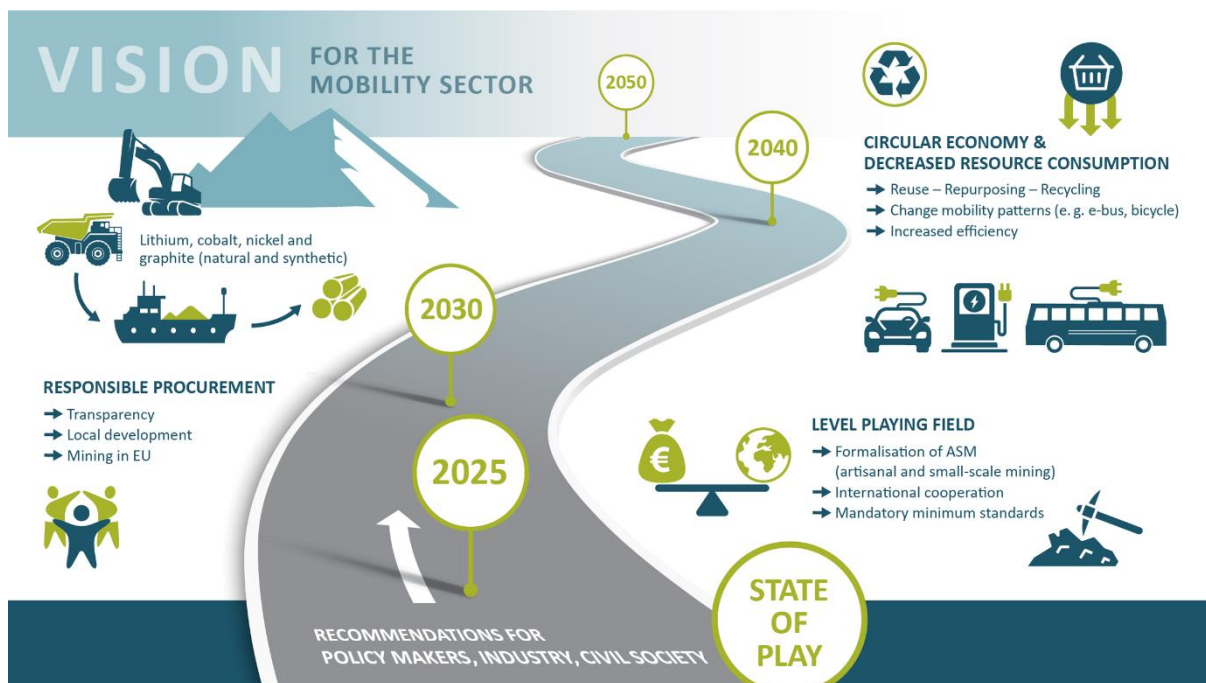 VISION FOR THE
MOBILITY SECTOR
2050
2040
2030
2025
Lithium, cobalt, nickel and
graphite (natural and synthetic)
RESPONSIBLE PROCUREMENT
Transparency
Local development
Mining in EU
CIRCULAR ECONOMY &
DECREASED RESOURCE CONSUMPTION
Reuse – Repurposing – Recycling
Change mobility patterns (e. g. e-bus, bicycle)
Increased efficiency
€
LEVEL PLAYING FIELD
Formalisation of ASM
(artisanal and small-scale mining)
International cooperation
Mandatory minimum standards
STATE
OF
PLAY
RECOMMENDATIONS FOR
POLICY MAKERS, INDUSTRY, CIVIL SOCIETY